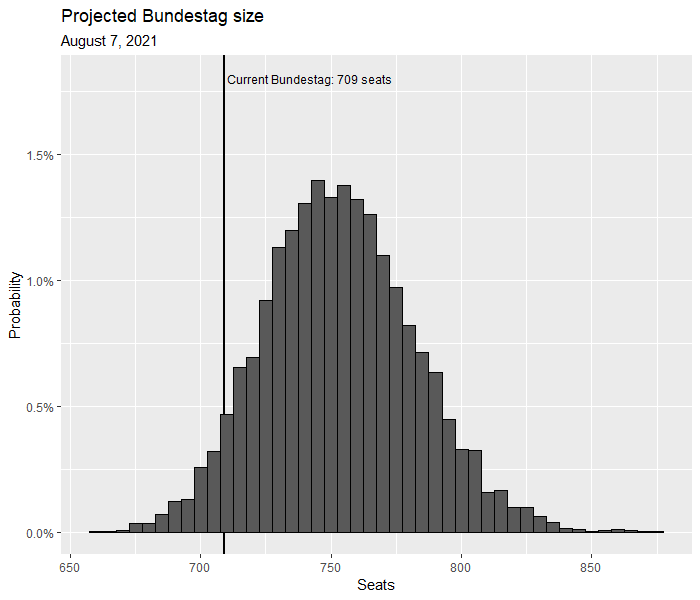 Projected Bundestag size
August 7, 2021
Current Bundestag: 709 seats
Probability
1.5%
1.0%
0.5%
0.0%
650 700 750 800 850
Seats